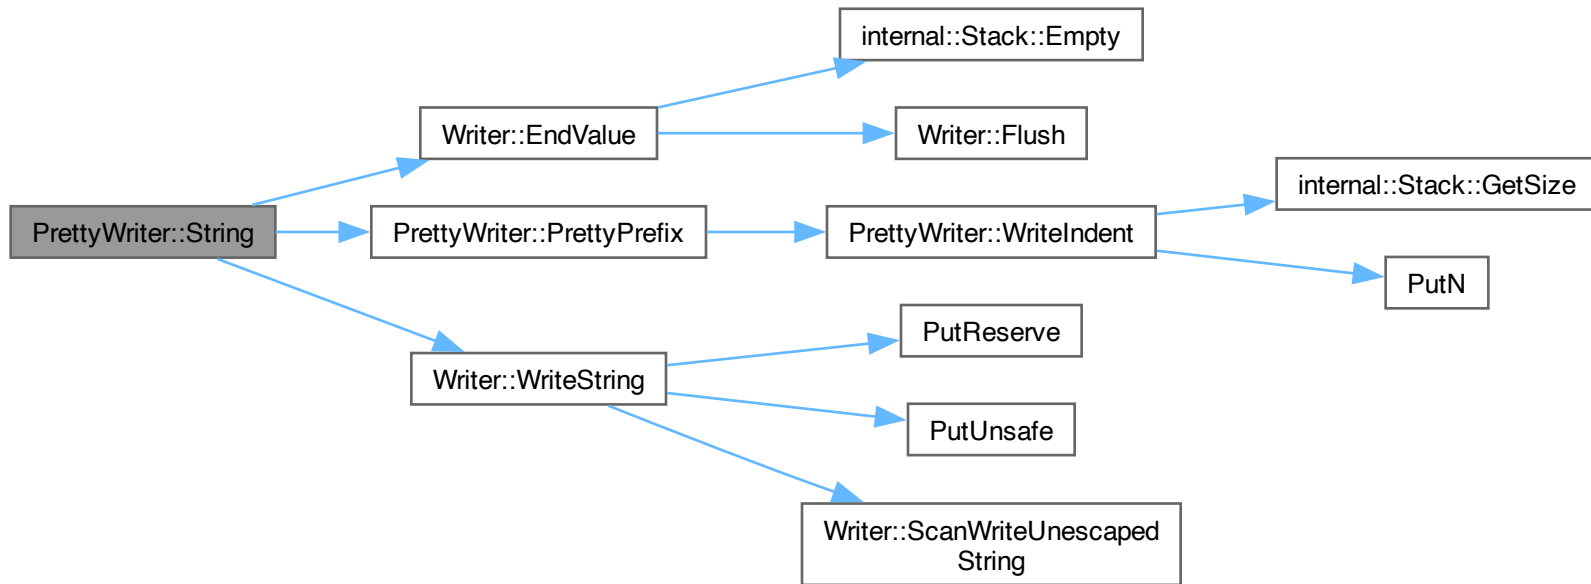 internal::Stack::Empty
Writer::EndValue
Writer::Flush
internal::Stack::GetSize
PrettyWriter::String
PrettyWriter::PrettyPrefix
PrettyWriter::WriteIndent
PutN
PutReserve
Writer::WriteString
PutUnsafe
Writer::ScanWriteUnescaped
String